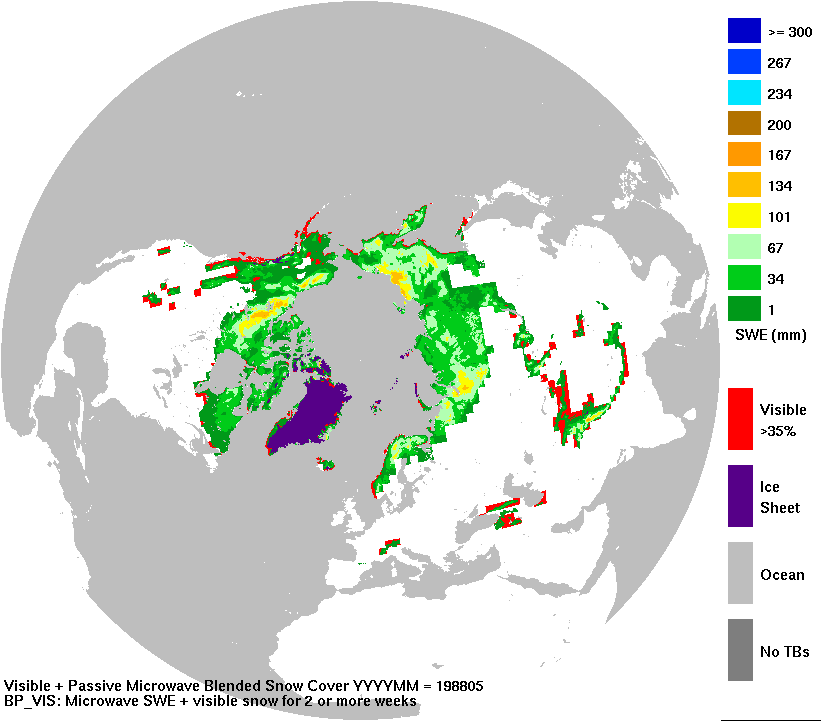 >= 300
267
234
200
167
134
101
67
34
1
SWE (mm)
Visible
>35%
Ice
Sheet
Ocean
No TBs
Visible + Passive Microwave Blended Snow Cover YYYYMM = 198805
BP_VIS: Microwave SWE + visible snow for 2 or more weeks